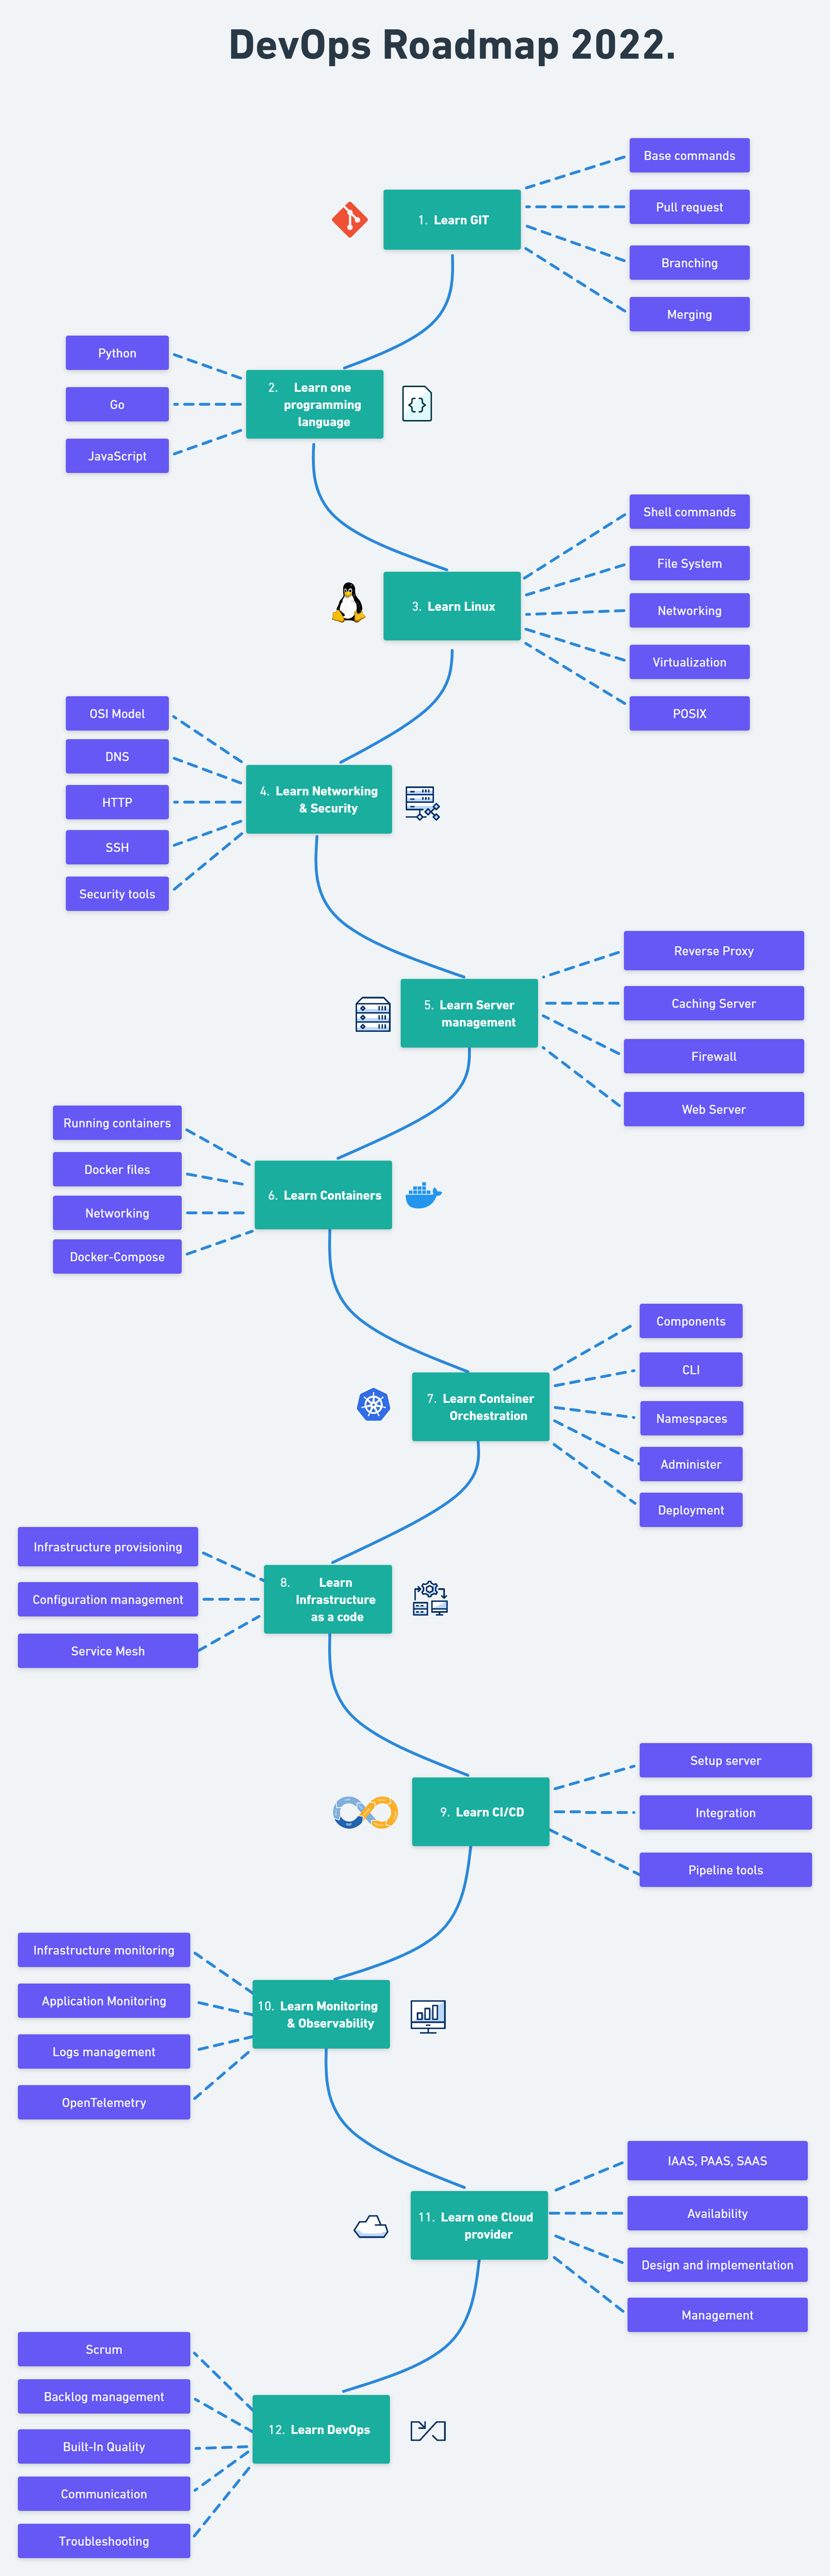 DevOps Roadmap 2022.
1. Learn GIT
Base commands
Pull request
Branching
Merging
2. Learn one
programming
language
Python
Go
JavaScript
3. Learn Linux
Shell commands
File System
Networking
Virtualization
POSIX
4. Learn Networking
& Security
OSI Model
DNS
HTTP
SSH
Security tools
5. Learn Server
management
Reverse Proxy
Caching Server
Firewall
Web Server
6. Learn Containers
Running containers
Docker files
Networking
Docker-Compose
7. Learn Container
Orchestration
Components
CLI
Namespaces
Administer
Deployment
8. Learn
Infrastructure
as a code
Infrastructure provisioning
Configuration management
Service Mesh
9. Learn CI/CD
Setup server
Integration
Pipeline tools
10. Learn Monitoring
& Observability
Infrastructure monitoring
Application Monitoring
Logs management
OpenTelemetry
11. Learn one Cloud
provider
IAAS, PAAS, SAAS
Availability
Design and implementation
Management
12. Learn DevOps
Scrum
Backlog management
Built-In Quality
Communication
Troubleshooting